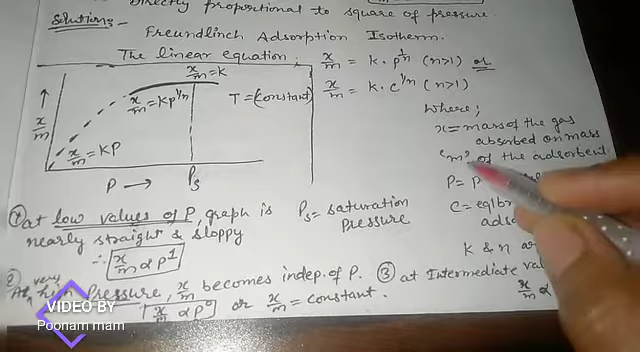 Directly proportional to square of pressure.
Solutions -
Freundlich Adsorption Isotherm.
The linear equation, x/m = k. p^1/n (n>1) or
x/m = k. c^1/n (n>1)
x/m = k
x/m = kp^1/n
T = (constant)
x/m
x/m = KP
P → Ps
where;
x = mass of the gas
absorbed on mass
'm' of the adsorbent.
P = P
C = eqlbr
adso
K & n ar
Ps = saturation
pressure
① at low values of P, graph is
nearly straight & sloppy
∴ x/m α P^1
② At very high Pressure, x/m becomes indep. of P.
x/m α P^0 or x/m = constant.
③ at Intermediate val
x/m α
VIDEO BY
Poonam mam